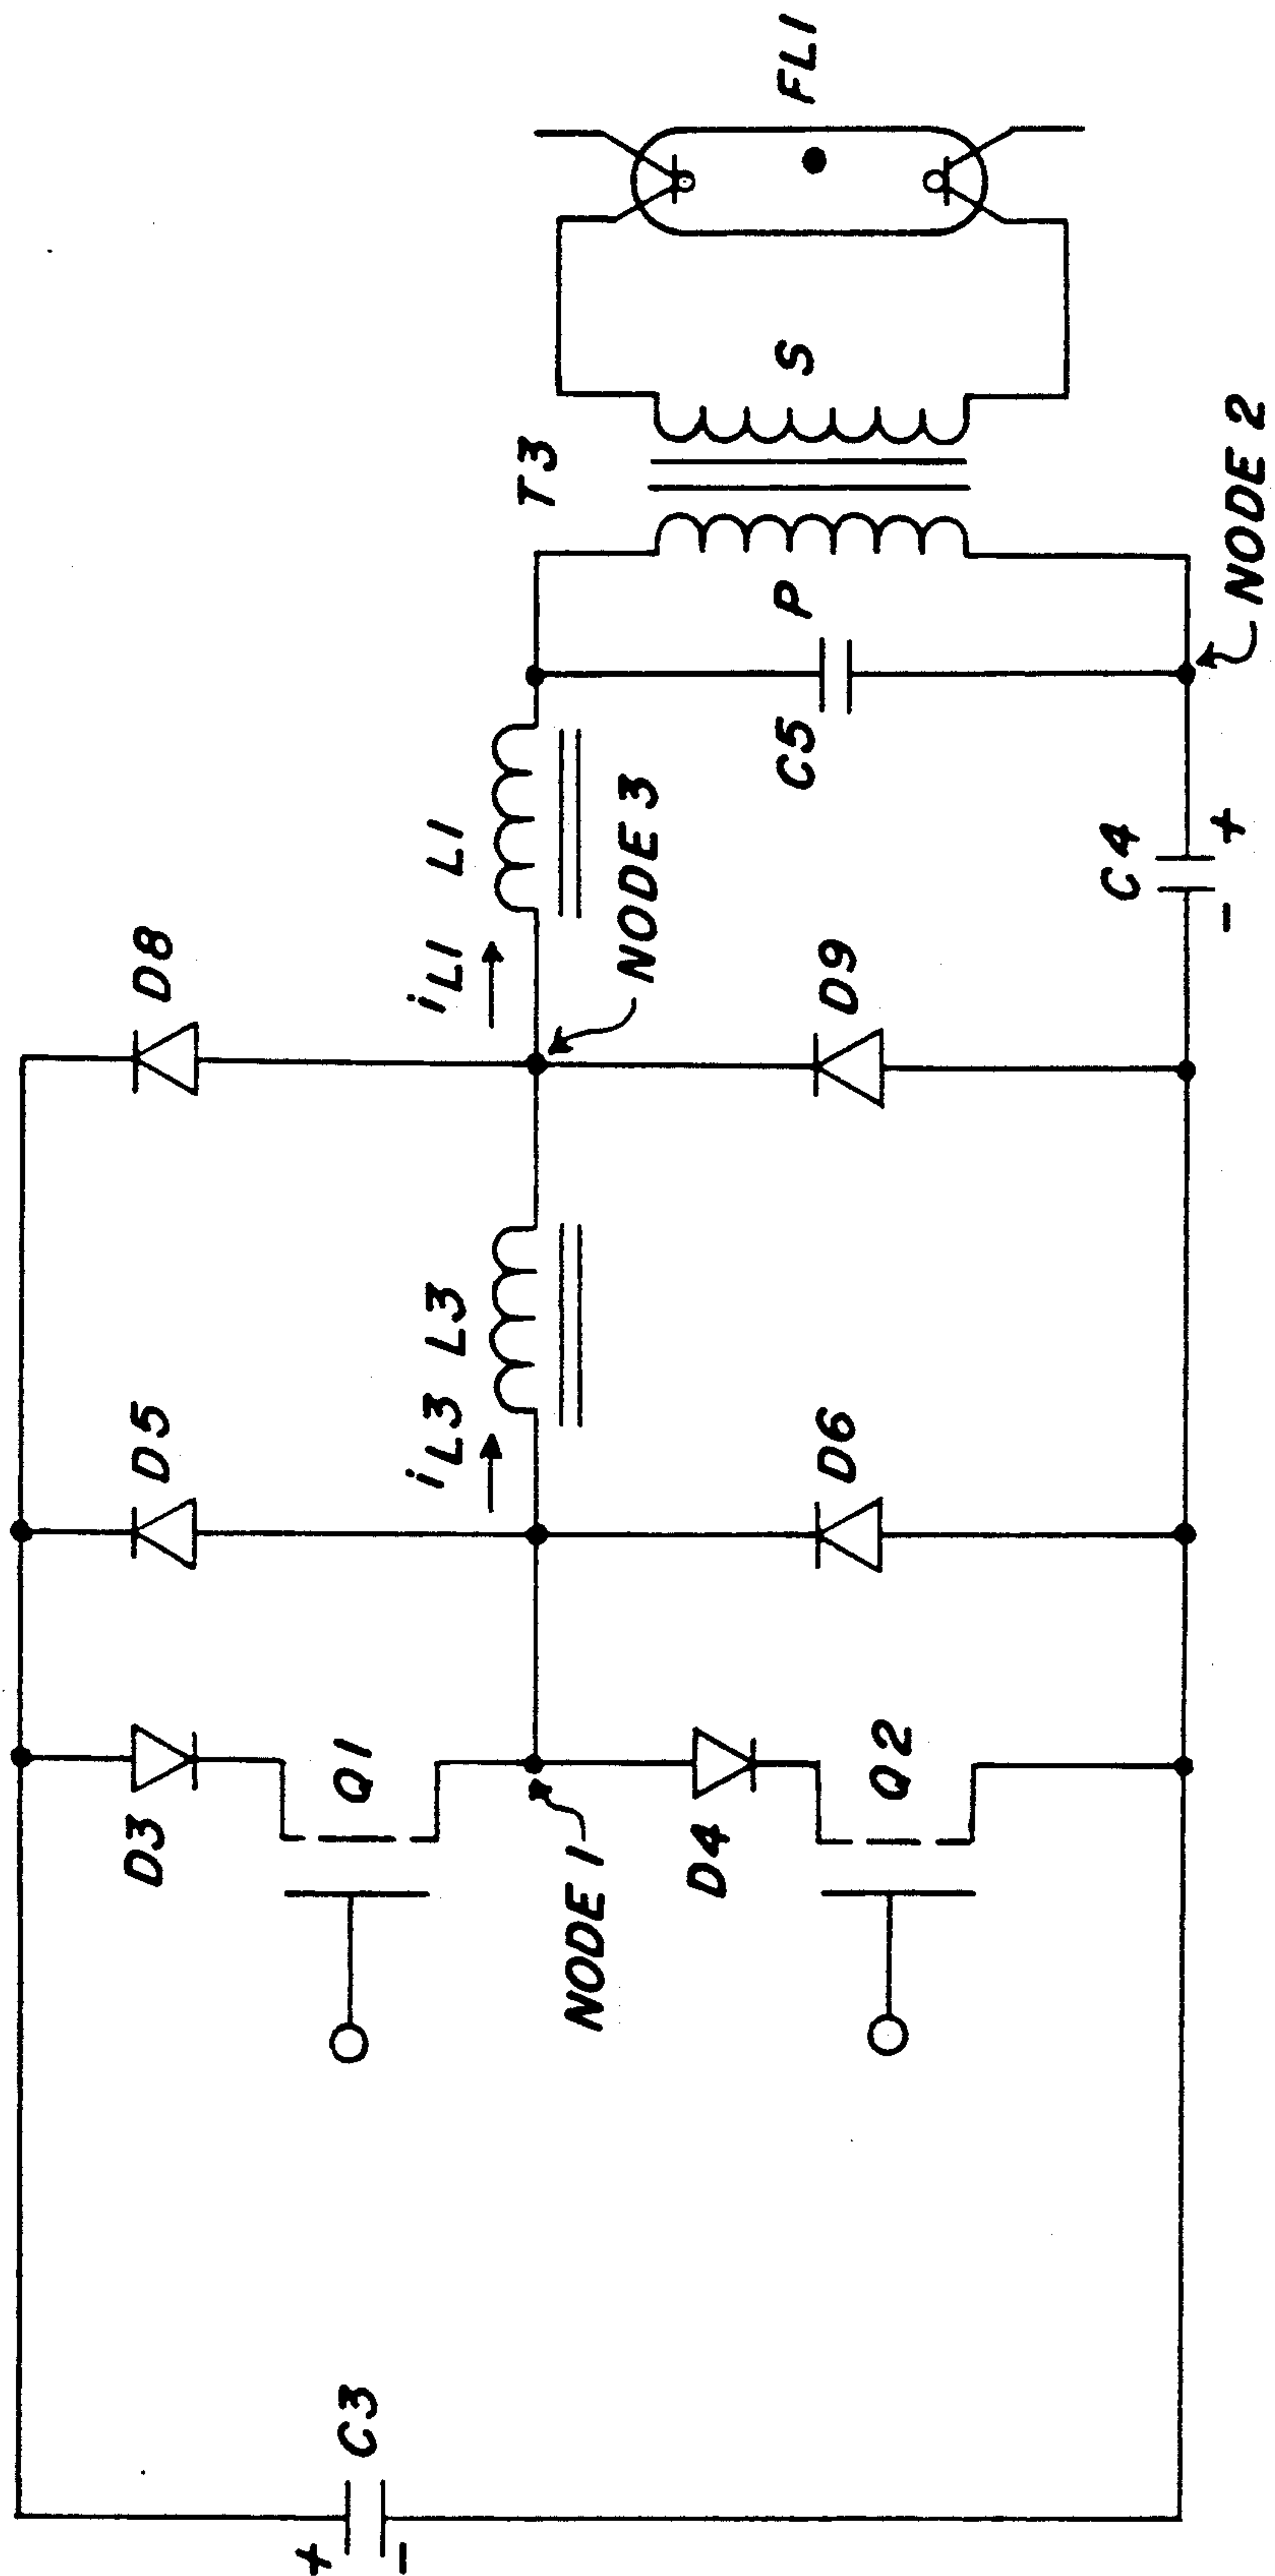 D3
D5
D8
C3
+
-
Q1
iL3 L3
iL1 L1
T3
NODE 1
NODE 3
D4
D6
D9
C5
P
S
FL1
Q2
C4
- +
NODE 2